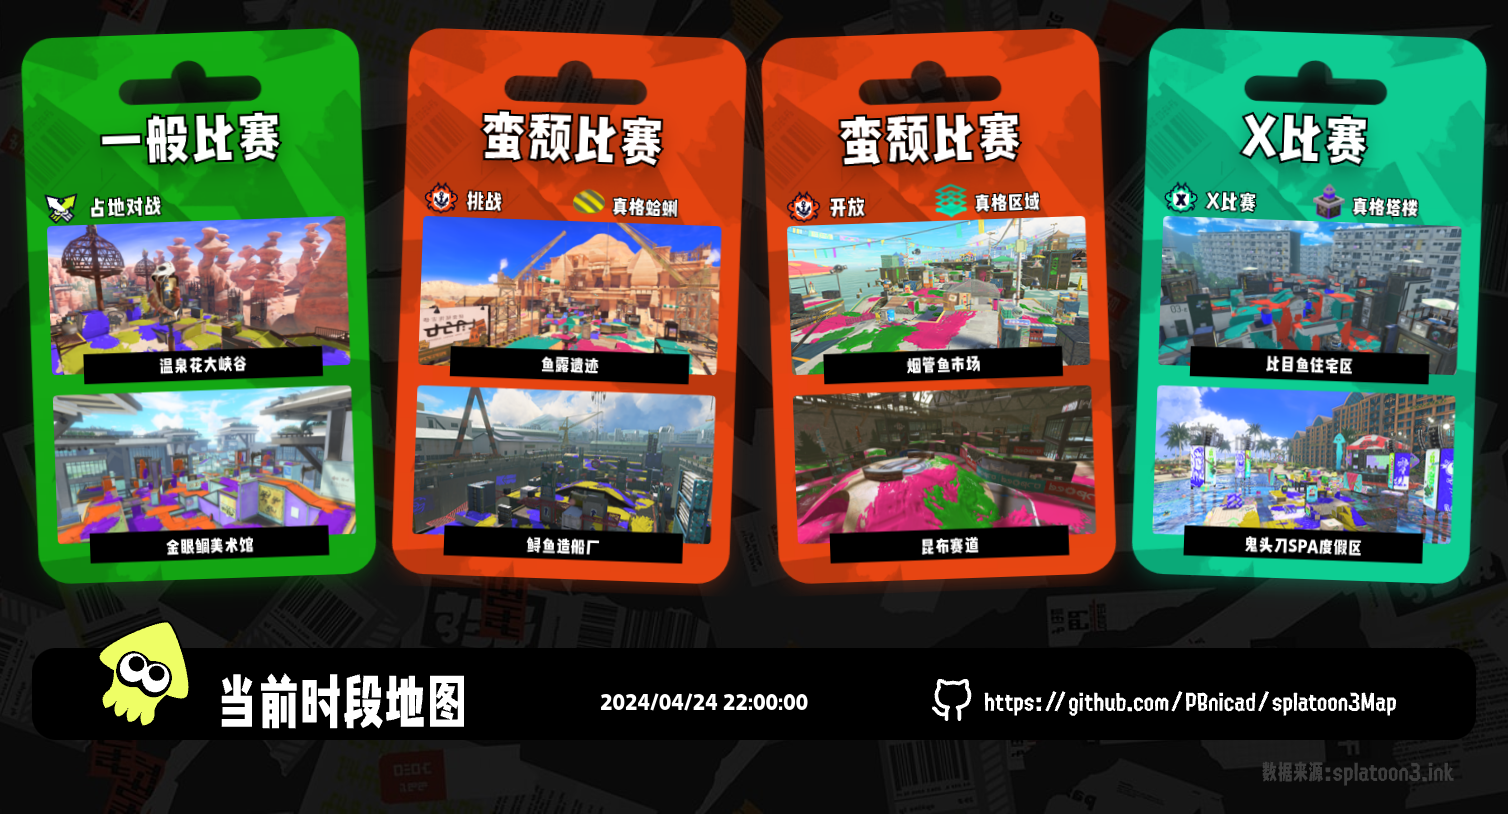 一般比赛
占地对战
温泉花大峡谷
金眼鲷美术馆
蛮颓比赛
挑战
真格蛤蜊
鱼露遗迹
鲟鱼造船厂
蛮颓比赛
开放
真格区域
烟管鱼市场
昆布赛道
X比赛
X比赛
真格塔楼
比目鱼住宅区
鬼头刀SPA度假区
当前时段地图
2024/04/24 22:00:00
https://github.com/PBnicad/splatoon3Map
数据来源:splatoon3.ink